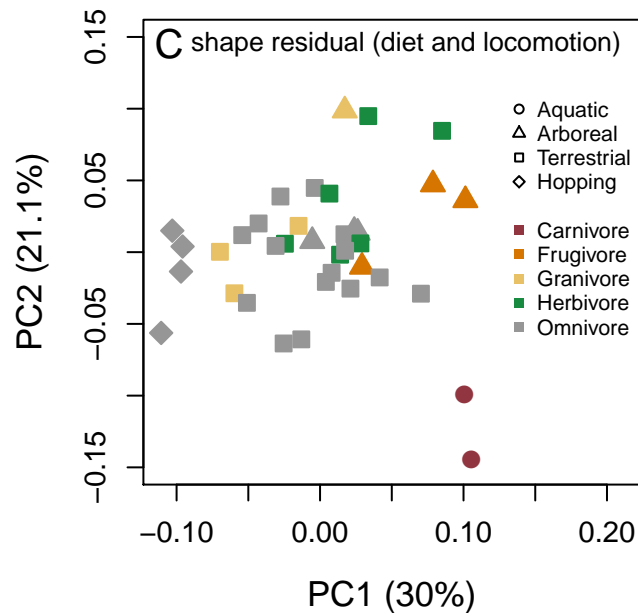 C shape residual (diet and locomotion)
Aquatic
Arboreal
Terrestrial
Hopping
Carnivore
Frugivore
Granivore
Herbivore
Omnivore
PC2 (21.1%)
0.15
0.05
−0.05
−0.15
−0.10
0.00
0.10
0.20
PC1 (30%)